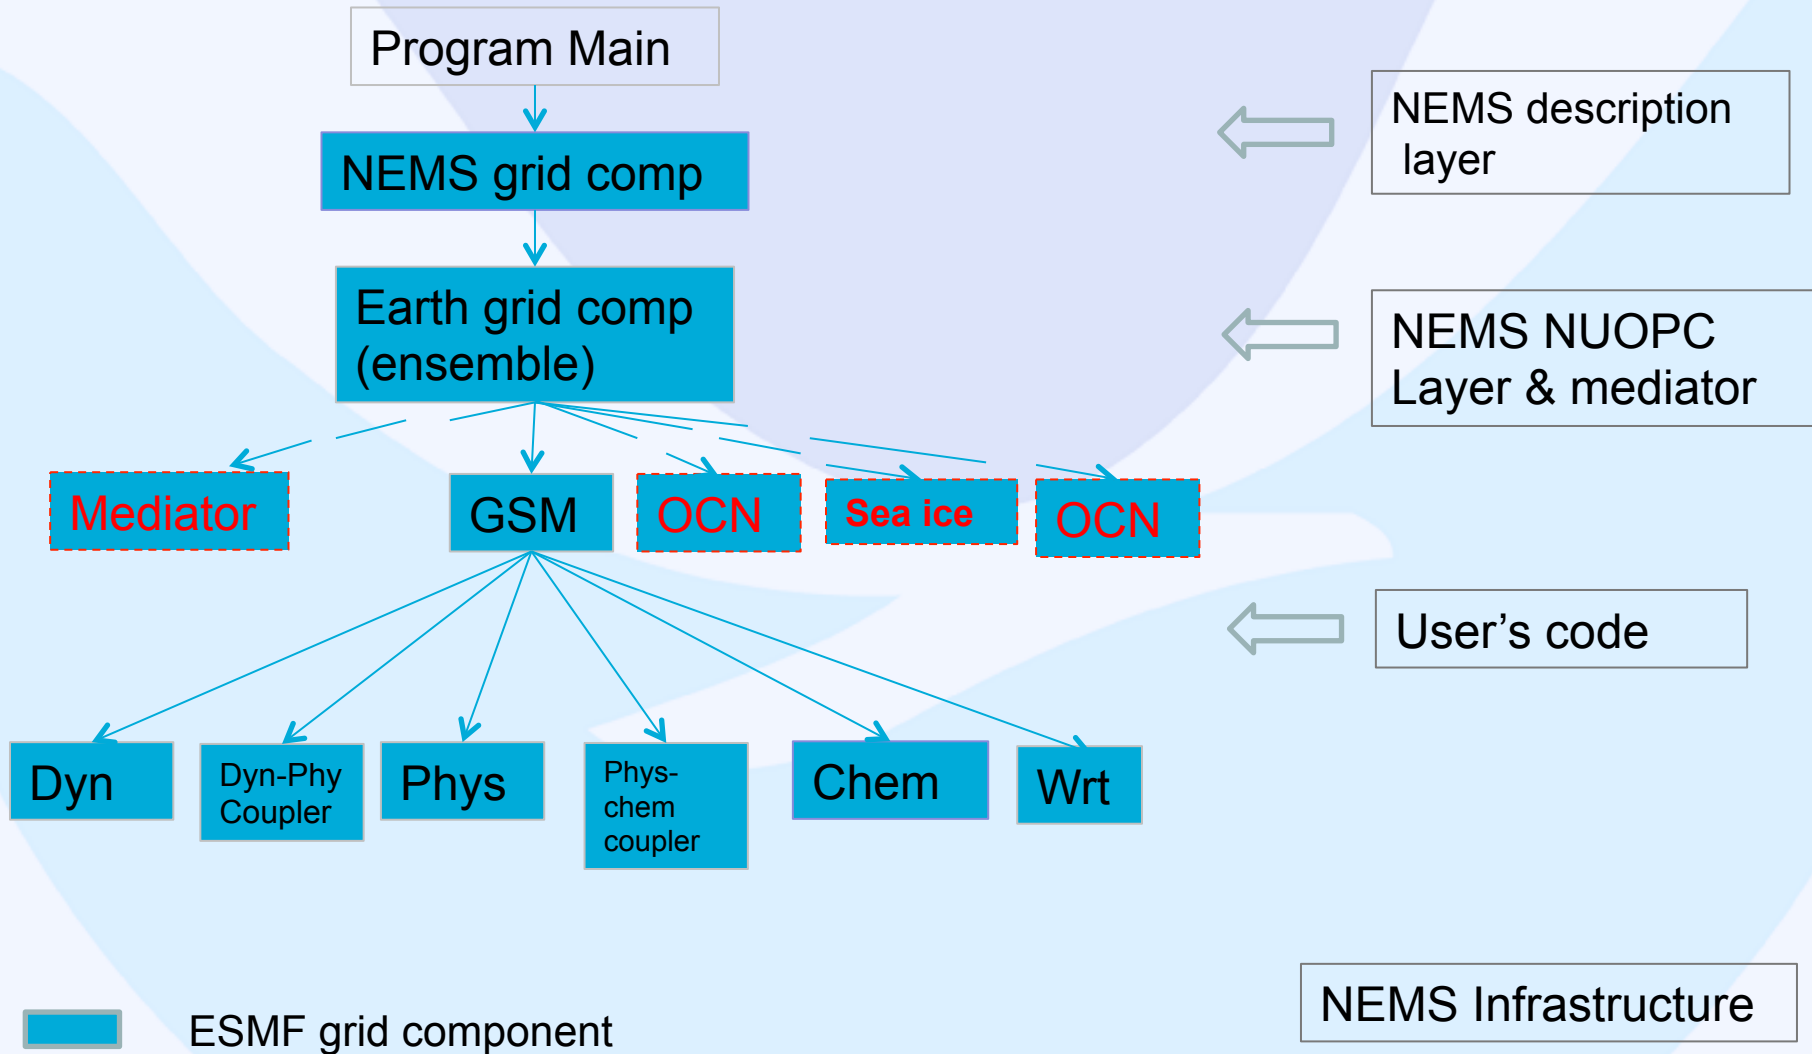 Program Main
NEMS description
layer
NEMS grid comp
Earth grid comp
(ensemble)
NEMS NUOPC
Layer & mediator
Mediator
GSM
OCN
Sea ice
OCN
User’s code
Dyn
Dyn-Phy
Coupler
Phys
Phys-
chem
coupler
Chem
Wrt
NEMS Infrastructure
ESMF grid component